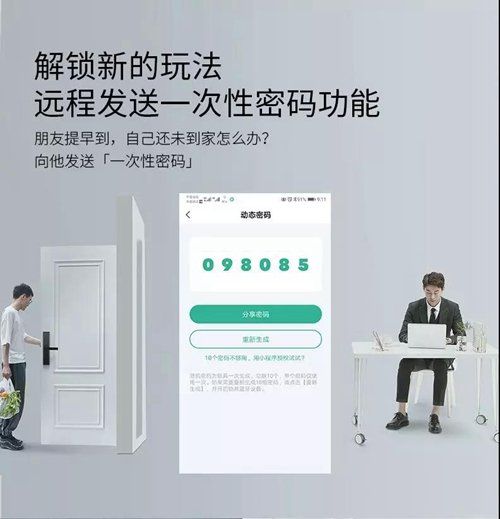 解锁新的玩法
远程发送一次性密码功能
朋友提早到，自己还未到家怎么办？
向他发送「一次性密码」
91% 9:11
动态密码
098085
分享密码
重新生成
10个密码不够用，用小程序授权试试？